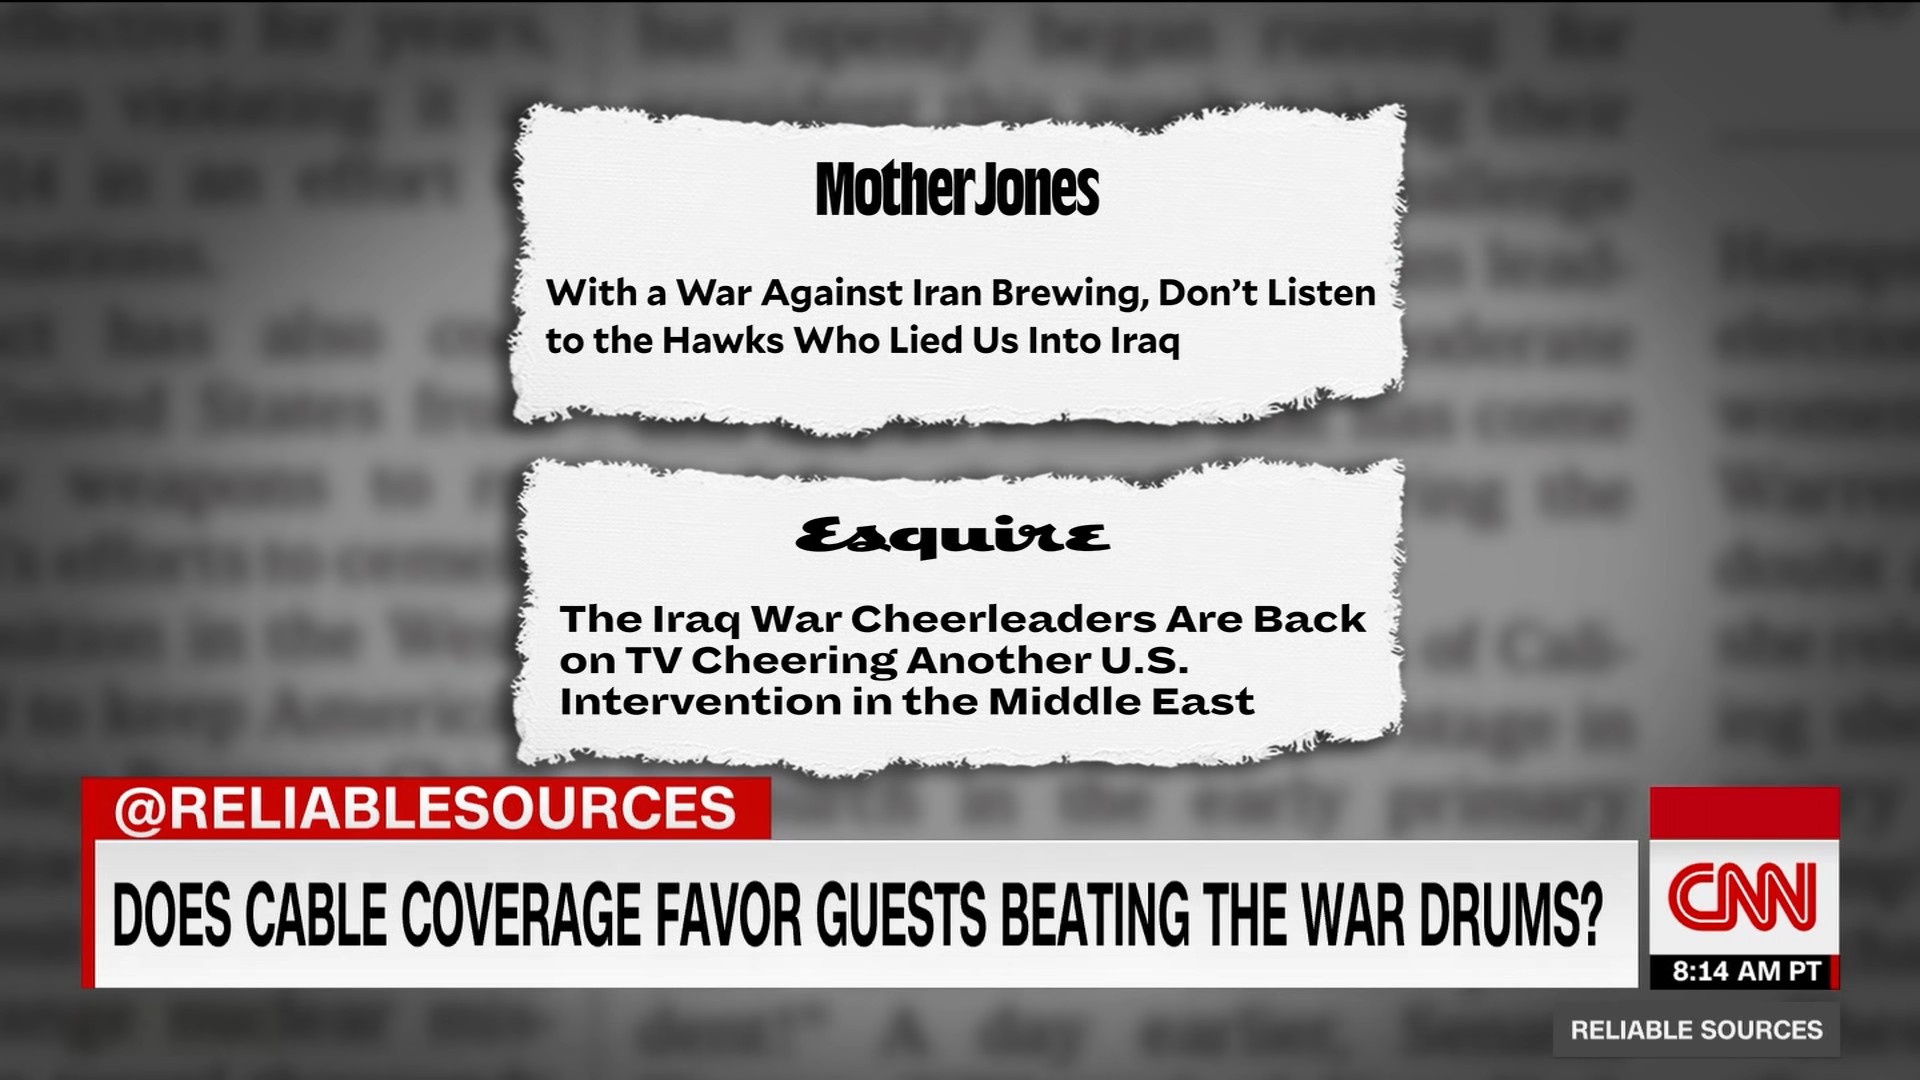 MotherJones
With a War Against Iran Brewing, Don’t Listen
to the Hawks Who Lied Us Into Iraq
Esquire
The Iraq War Cheerleaders Are Back
on TV Cheering Another U.S.
Intervention in the Middle East
@RELIABLESOURCES
DOES CABLE COVERAGE FAVOR GUESTS BEATING THE WAR DRUMS?
CNN
8:14 AM PT
RELIABLE SOURCES